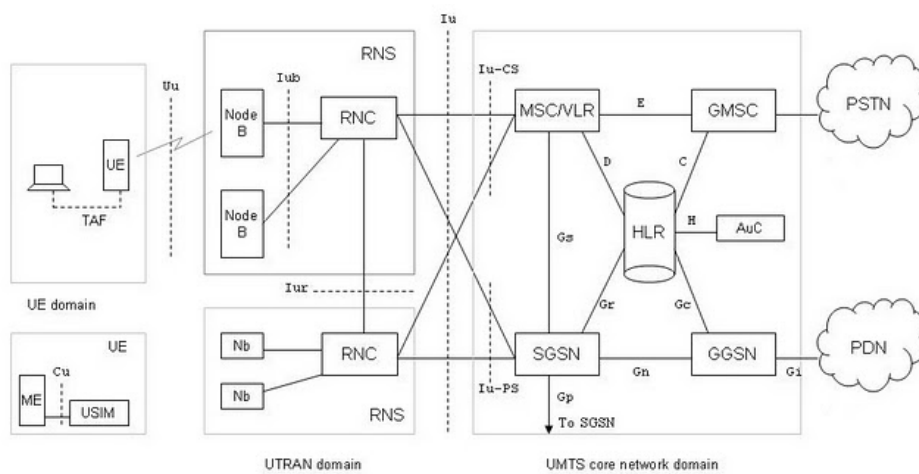 Iu
RNS
Uu
Iub
Iu-CS
Node
B
RNC
MSC/VLR
E
GMSC
PSTN
UE
TAF
D
C
Node
B
HLR
H
AuC
Gs
Iur
Gr
Gc
UE domain
UE
Nb
RNC
SGSN
GGSN
PDN
Gn
Gi
Cu
ME
USIM
Nb
Iu-PS
Gp
RNS
To SGSN
UTRAN domain
UMTS core network domain